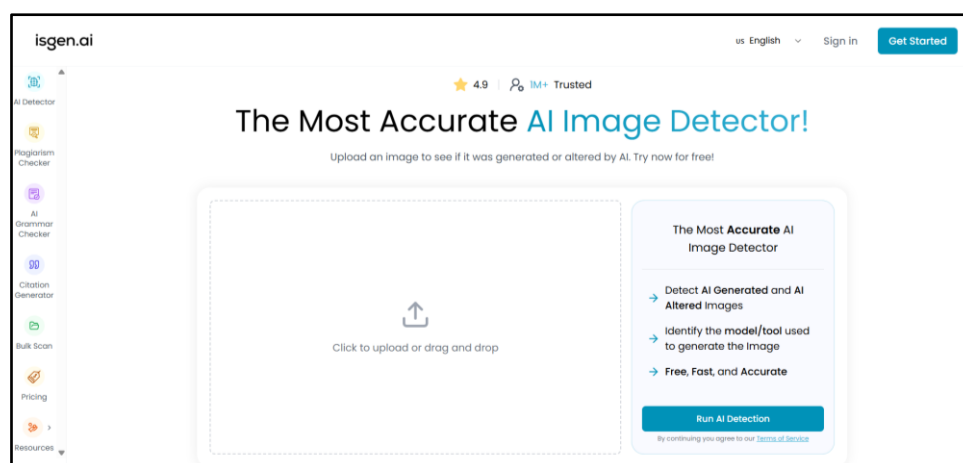 isgen.ai
us English
Sign in
Get Started
AI Detector
Plagiarism
Checker
AI
Grammar
Checker
Citation
Generator
Bulk Scan
Pricing
Resources
4.9
1M+ Trusted
The Most Accurate AI Image Detector!
Upload an image to see if it was generated or altered by AI. Try now for free!
Click to upload or drag and drop
The Most Accurate AI
Image Detector
Detect AI Generated and AI
Altered Images
Identify the model/tool used
to generate the Image
Free, Fast, and Accurate
Run AI Detection
By continuing you agree to our Terms of Service